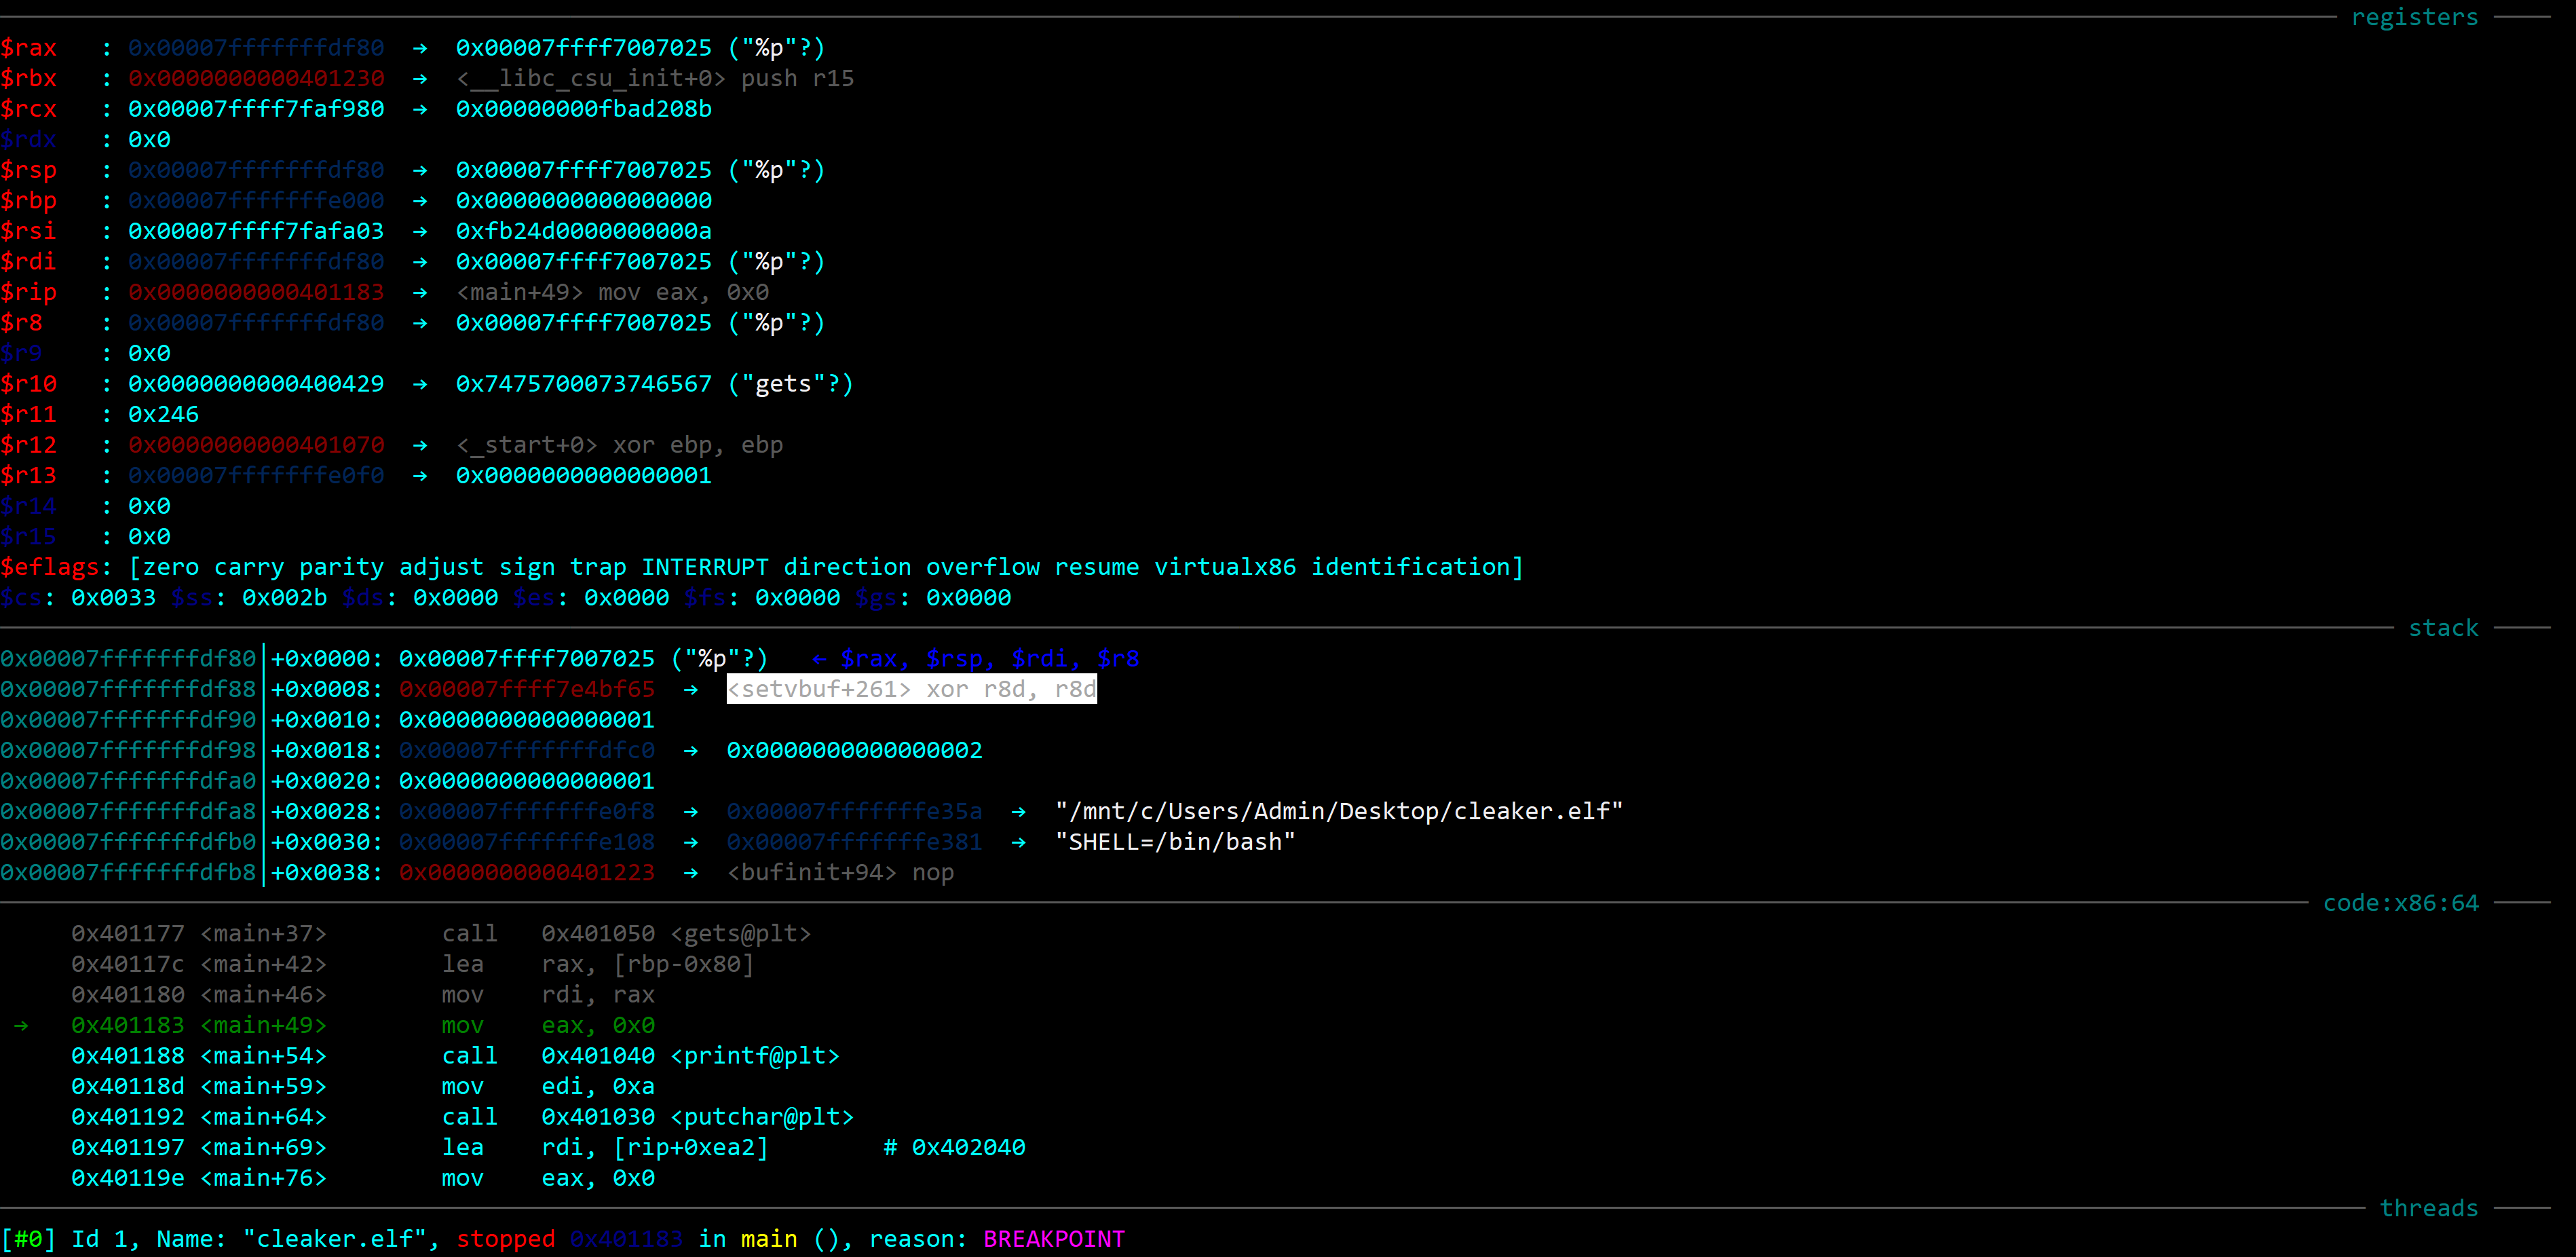 registers
$rax   : 0x00007fffffffdf80  →  0x00007ffff7007025 ("%p"?)
$rbx   : 0x0000000000401230  →  <__libc_csu_init+0> push r15
$rcx   : 0x00007ffff7faf980  →  0x00000000fbad208b
$rdx   : 0x0
$rsp   : 0x00007fffffffdf80  →  0x00007ffff7007025 ("%p"?)
$rbp   : 0x00007fffffffe000  →  0x0000000000000000
$rsi   : 0x00007ffff7fafa03  →  0xfb24d0000000000a
$rdi   : 0x00007fffffffdf80  →  0x00007ffff7007025 ("%p"?)
$rip   : 0x0000000000401183  →  <main+49> mov eax, 0x0
$r8    : 0x00007fffffffdf80  →  0x00007ffff7007025 ("%p"?)
$r9    : 0x0
$r10   : 0x0000000000400429  →  0x7475700073746567 ("gets"?)
$r11   : 0x246
$r12   : 0x0000000000401070  →  <_start+0> xor ebp, ebp
$r13   : 0x00007fffffffe0f0  →  0x0000000000000001
$r14   : 0x0
$r15   : 0x0
$eflags: [zero carry parity adjust sign trap INTERRUPT direction overflow resume virtualx86 identification]
$cs: 0x0033 $ss: 0x002b $ds: 0x0000 $es: 0x0000 $fs: 0x0000 $gs: 0x0000
stack
0x00007fffffffdf80│+0x0000: 0x00007ffff7007025 ("%p"?)   ← $rax, $rsp, $rdi, $r8
0x00007fffffffdf88│+0x0008: 0x00007ffff7e4bf65  →  <setvbuf+261> xor r8d, r8d
0x00007fffffffdf90│+0x0010: 0x0000000000000001
0x00007fffffffdf98│+0x0018: 0x00007fffffffdfc0  →  0x0000000000000002
0x00007fffffffdfa0│+0x0020: 0x0000000000000001
0x00007fffffffdfa8│+0x0028: 0x00007fffffffe0f8  →  0x00007fffffffe35a  →  "/mnt/c/Users/Admin/Desktop/cleaker.elf"
0x00007fffffffdfb0│+0x0030: 0x00007fffffffe108  →  0x00007fffffffe381  →  "SHELL=/bin/bash"
0x00007fffffffdfb8│+0x0038: 0x0000000000401223  →  <bufinit+94> nop
code:x86:64
0x401177 <main+37>        call   0x401050 <gets@plt>
0x40117c <main+42>        lea    rax, [rbp-0x80]
0x401180 <main+46>        mov    rdi, rax
→   0x401183 <main+49>        mov    eax, 0x0
0x401188 <main+54>        call   0x401040 <printf@plt>
0x40118d <main+59>        mov    edi, 0xa
0x401192 <main+64>        call   0x401030 <putchar@plt>
0x401197 <main+69>        lea    rdi, [rip+0xea2]        # 0x402040
0x40119e <main+76>        mov    eax, 0x0
threads
[#0] Id 1, Name: "cleaker.elf", stopped 0x401183 in main (), reason: BREAKPOINT